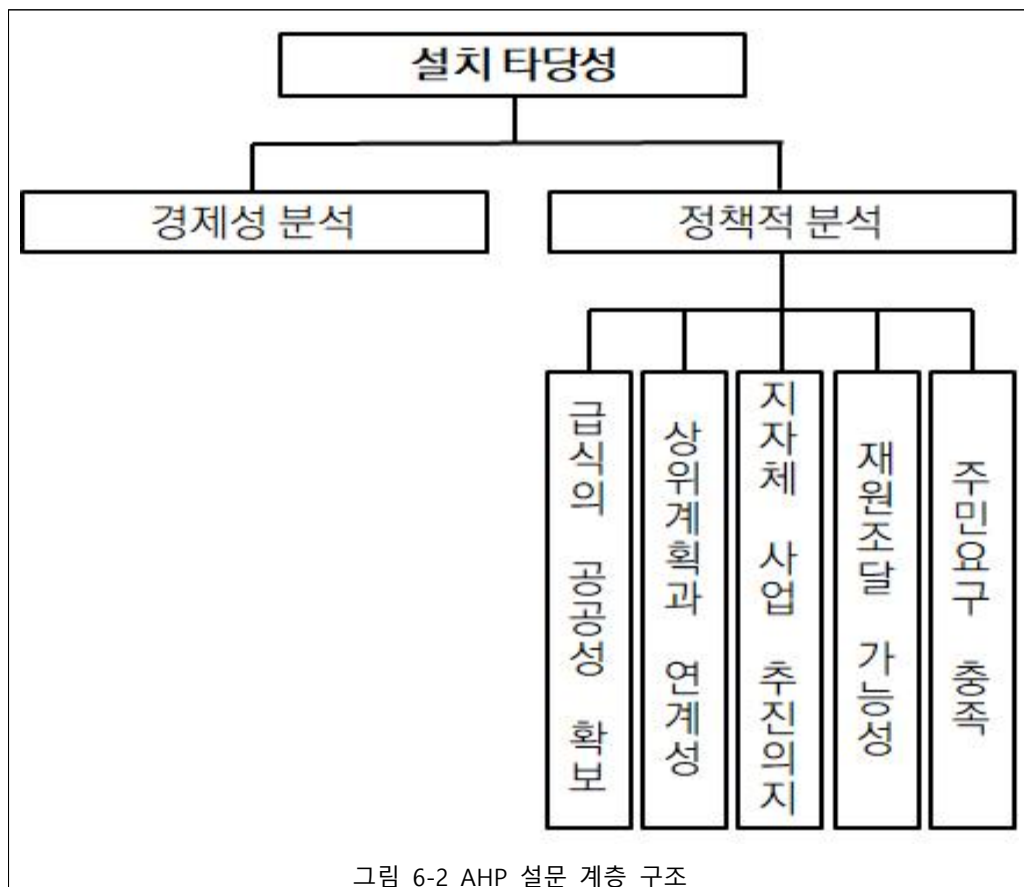 설치 타당성
경제성 분석
정책적 분석
급식의 공공성 확보
상위계획과 연계성
지자체 사업 추진의지
재원조달 가능성
주민요구 충족
그림 6-2 AHP 설문 계층 구조